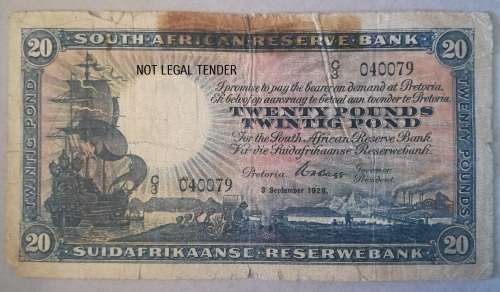 20 SOUTH·AFRICAN·RESERVE·BANK· 20
NOT LEGAL TENDER
C/3 040079
I promise to pay the bearer on demand at Pretoria.
Ek beloof op aansraag te betaal aan toonder te Pretoria.
TWENTY POUNDS
TWINTIG POND
For the South African Reserve Bank.
Vir die Suidafrikaanse Reserwebank.
TWINTIG POND
TWENTY POUNDS
C/3 040079
Pretoria.
Governor
President.
3 September 1928.
20 SUIDAFRIKAANSE·RESERWEBANK 20